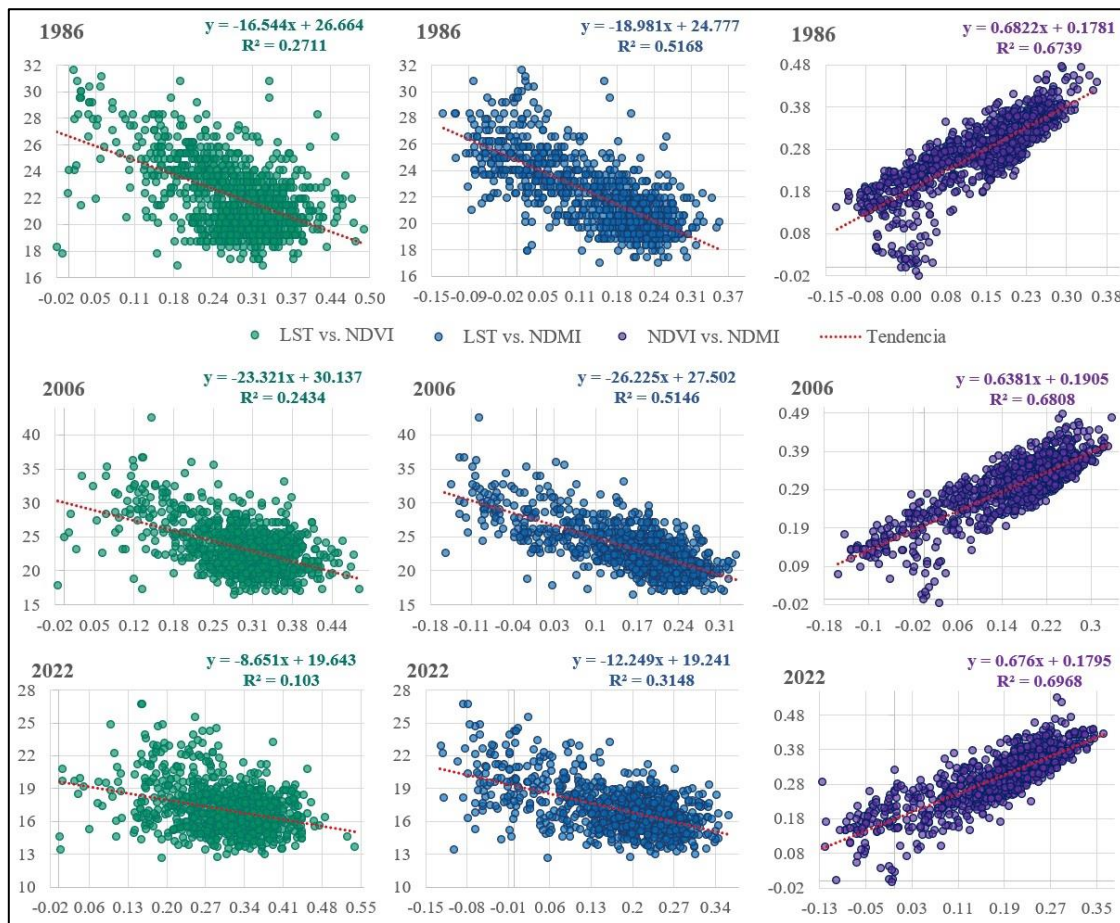 1986
y = -16.544x + 26.664
R² = 0.2711
32
30
28
26
24
22
20
18
16
-0.02 0.05 0.11 0.18 0.24 0.31 0.37 0.44 0.50
1986
y = -18.981x + 24.777
R² = 0.5168
32
30
28
26
24
22
20
18
16
-0.15 -0.09 -0.02 0.05 0.11 0.18 0.24 0.31 0.37
1986
y = 0.6822x + 0.1781
R² = 0.6739
0.48
0.38
0.28
0.18
0.08
-0.02
-0.15 -0.08 0.00 0.08 0.15 0.23 0.30 0.38
LST vs. NDVI LST vs. NDMI NDVI vs. NDMI Tendencia
2006
y = -23.321x + 30.137
R² = 0.2434
40
35
30
25
20
15
-0.02 0.05 0.12 0.18 0.25 0.31 0.38 0.44
2006
y = -26.225x + 27.502
R² = 0.5146
40
35
30
25
20
15
-0.18 -0.11 -0.04 0.03 0.1 0.17 0.24 0.31
2006
y = 0.6381x + 0.1905
R² = 0.6808
0.49
0.39
0.29
0.19
0.09
-0.02
-0.18 -0.1 -0.02 0.06 0.14 0.22 0.3
2022
y = -8.651x + 19.643
R² = 0.103
28
25
22
19
16
13
10
-0.02 0.05 0.13 0.20 0.27 0.34 0.41 0.48 0.55
2022
y = -12.249x + 19.241
R² = 0.3148
28
25
22
19
16
13
10
-0.15 -0.08 -0.01 0.06 0.13 0.2 0.27 0.34
2022
y = 0.676x + 0.1795
R² = 0.6968
0.48
0.38
0.28
0.18
0.08
-0.02
-0.13 -0.05 0.03 0.11 0.19 0.27 0.35